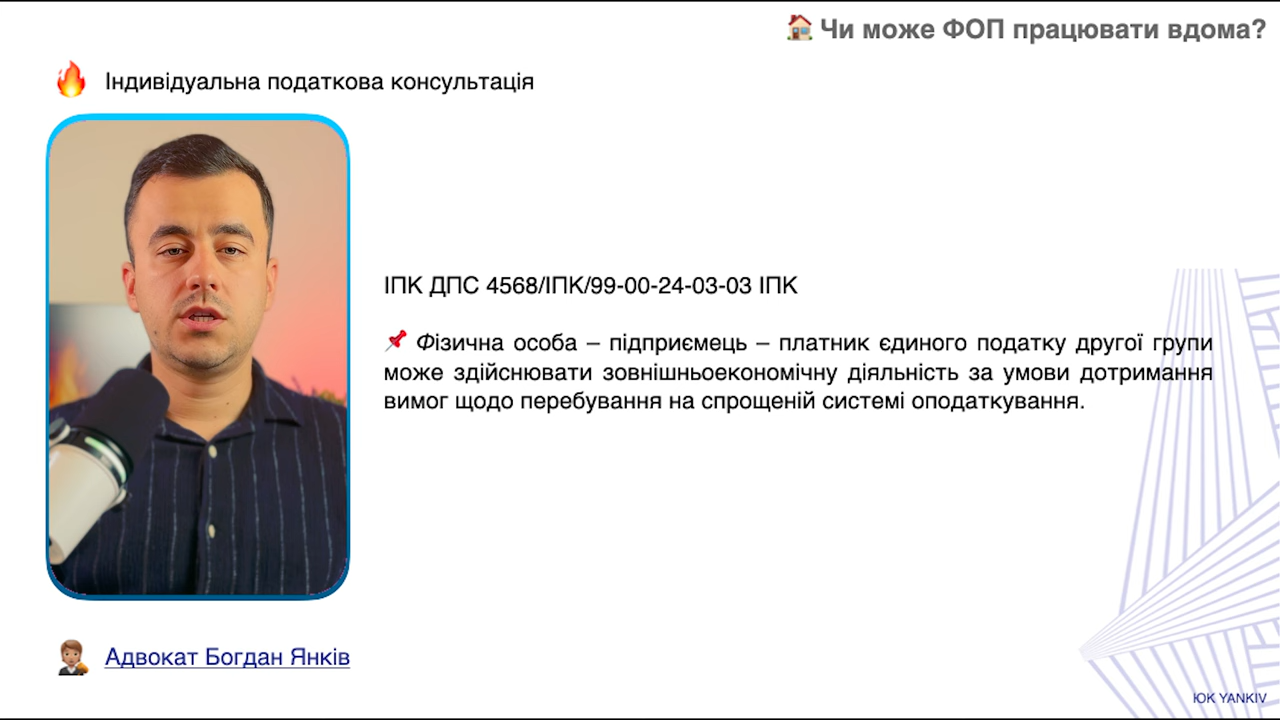 Чи може ФОП працювати вдома?
Індивідуальна податкова консультація
ІПК ДПС 4568/ІПК/99-00-24-03-03 ІПК
Фізична особа – підприємець – платник єдиного податку другої групи
може здійснювати зовнішньоекономічну діяльність за умови дотримання
вимог щодо перебування на спрощеній системі оподаткування.
Адвокат Богдан Янків
ЮК YANKIV